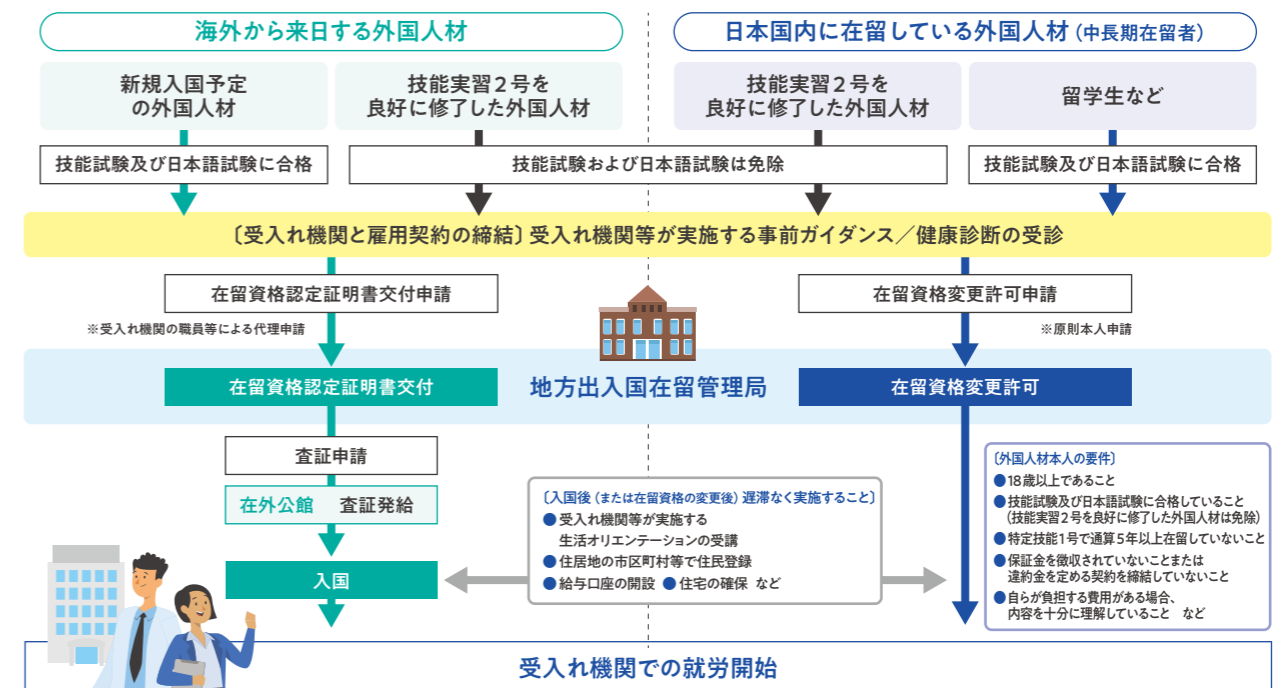 海外から来日する外国人材
日本国内に在留している外国人材（中長期在留者）
新規入国予定
の外国人材
技能実習２号を
良好に修了した外国人材
技能実習２号を
良好に修了した外国人材
留学生など
技能試験及び日本語試験に合格
技能試験および日本語試験は免除
技能試験及び日本語試験に合格
〔受入れ機関と雇用契約の締結〕受入れ機関等が実施する事前ガイダンス／健康診断の受診
在留資格認定証明書交付申請
在留資格変更許可申請
※受入れ機関の職員等による代理申請
※原則本人申請
在留資格認定証明書交付
地方出入国在留管理局
在留資格変更許可
査証申請
在外公館　査証発給
入国
〔入国後（または在留資格の変更後）遅滞なく実施すること〕
●受入れ機関等が実施する
生活オリエンテーションの受講
●住居地の市区町村等で住民登録
●給与口座の開設 ●住宅の確保 など
〔外国人材本人の要件〕
●18歳以上であること
●技能試験及び日本語試験に合格していること
（技能実習２号を良好に修了した外国人材は免除）
●特定技能１号で通算５年以上在留していないこと
●保証金を徴収されていないことまたは
違約金を定める契約を締結していないこと
●自らが負担する費用がある場合、
内容を十分に理解していること　など
受入れ機関での就労開始